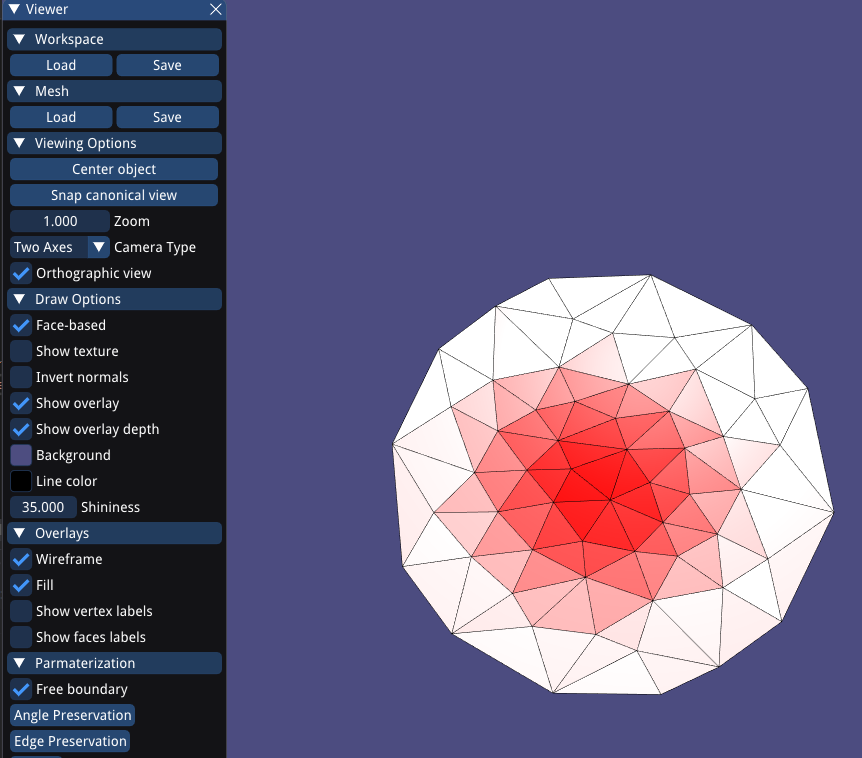 Viewer
Workspace
Load Save
Mesh
Load Save
Viewing Options
Center object
Snap canonical view
1.000 Zoom
Two Axes Camera Type
Orthographic view
Draw Options
Face-based
Show texture
Invert normals
Show overlay
Show overlay depth
Background
Line color
35.000 Shininess
Overlays
Wireframe
Fill
Show vertex labels
Show faces labels
Parmaterization
Free boundary
Angle Preservation
Edge Preservation